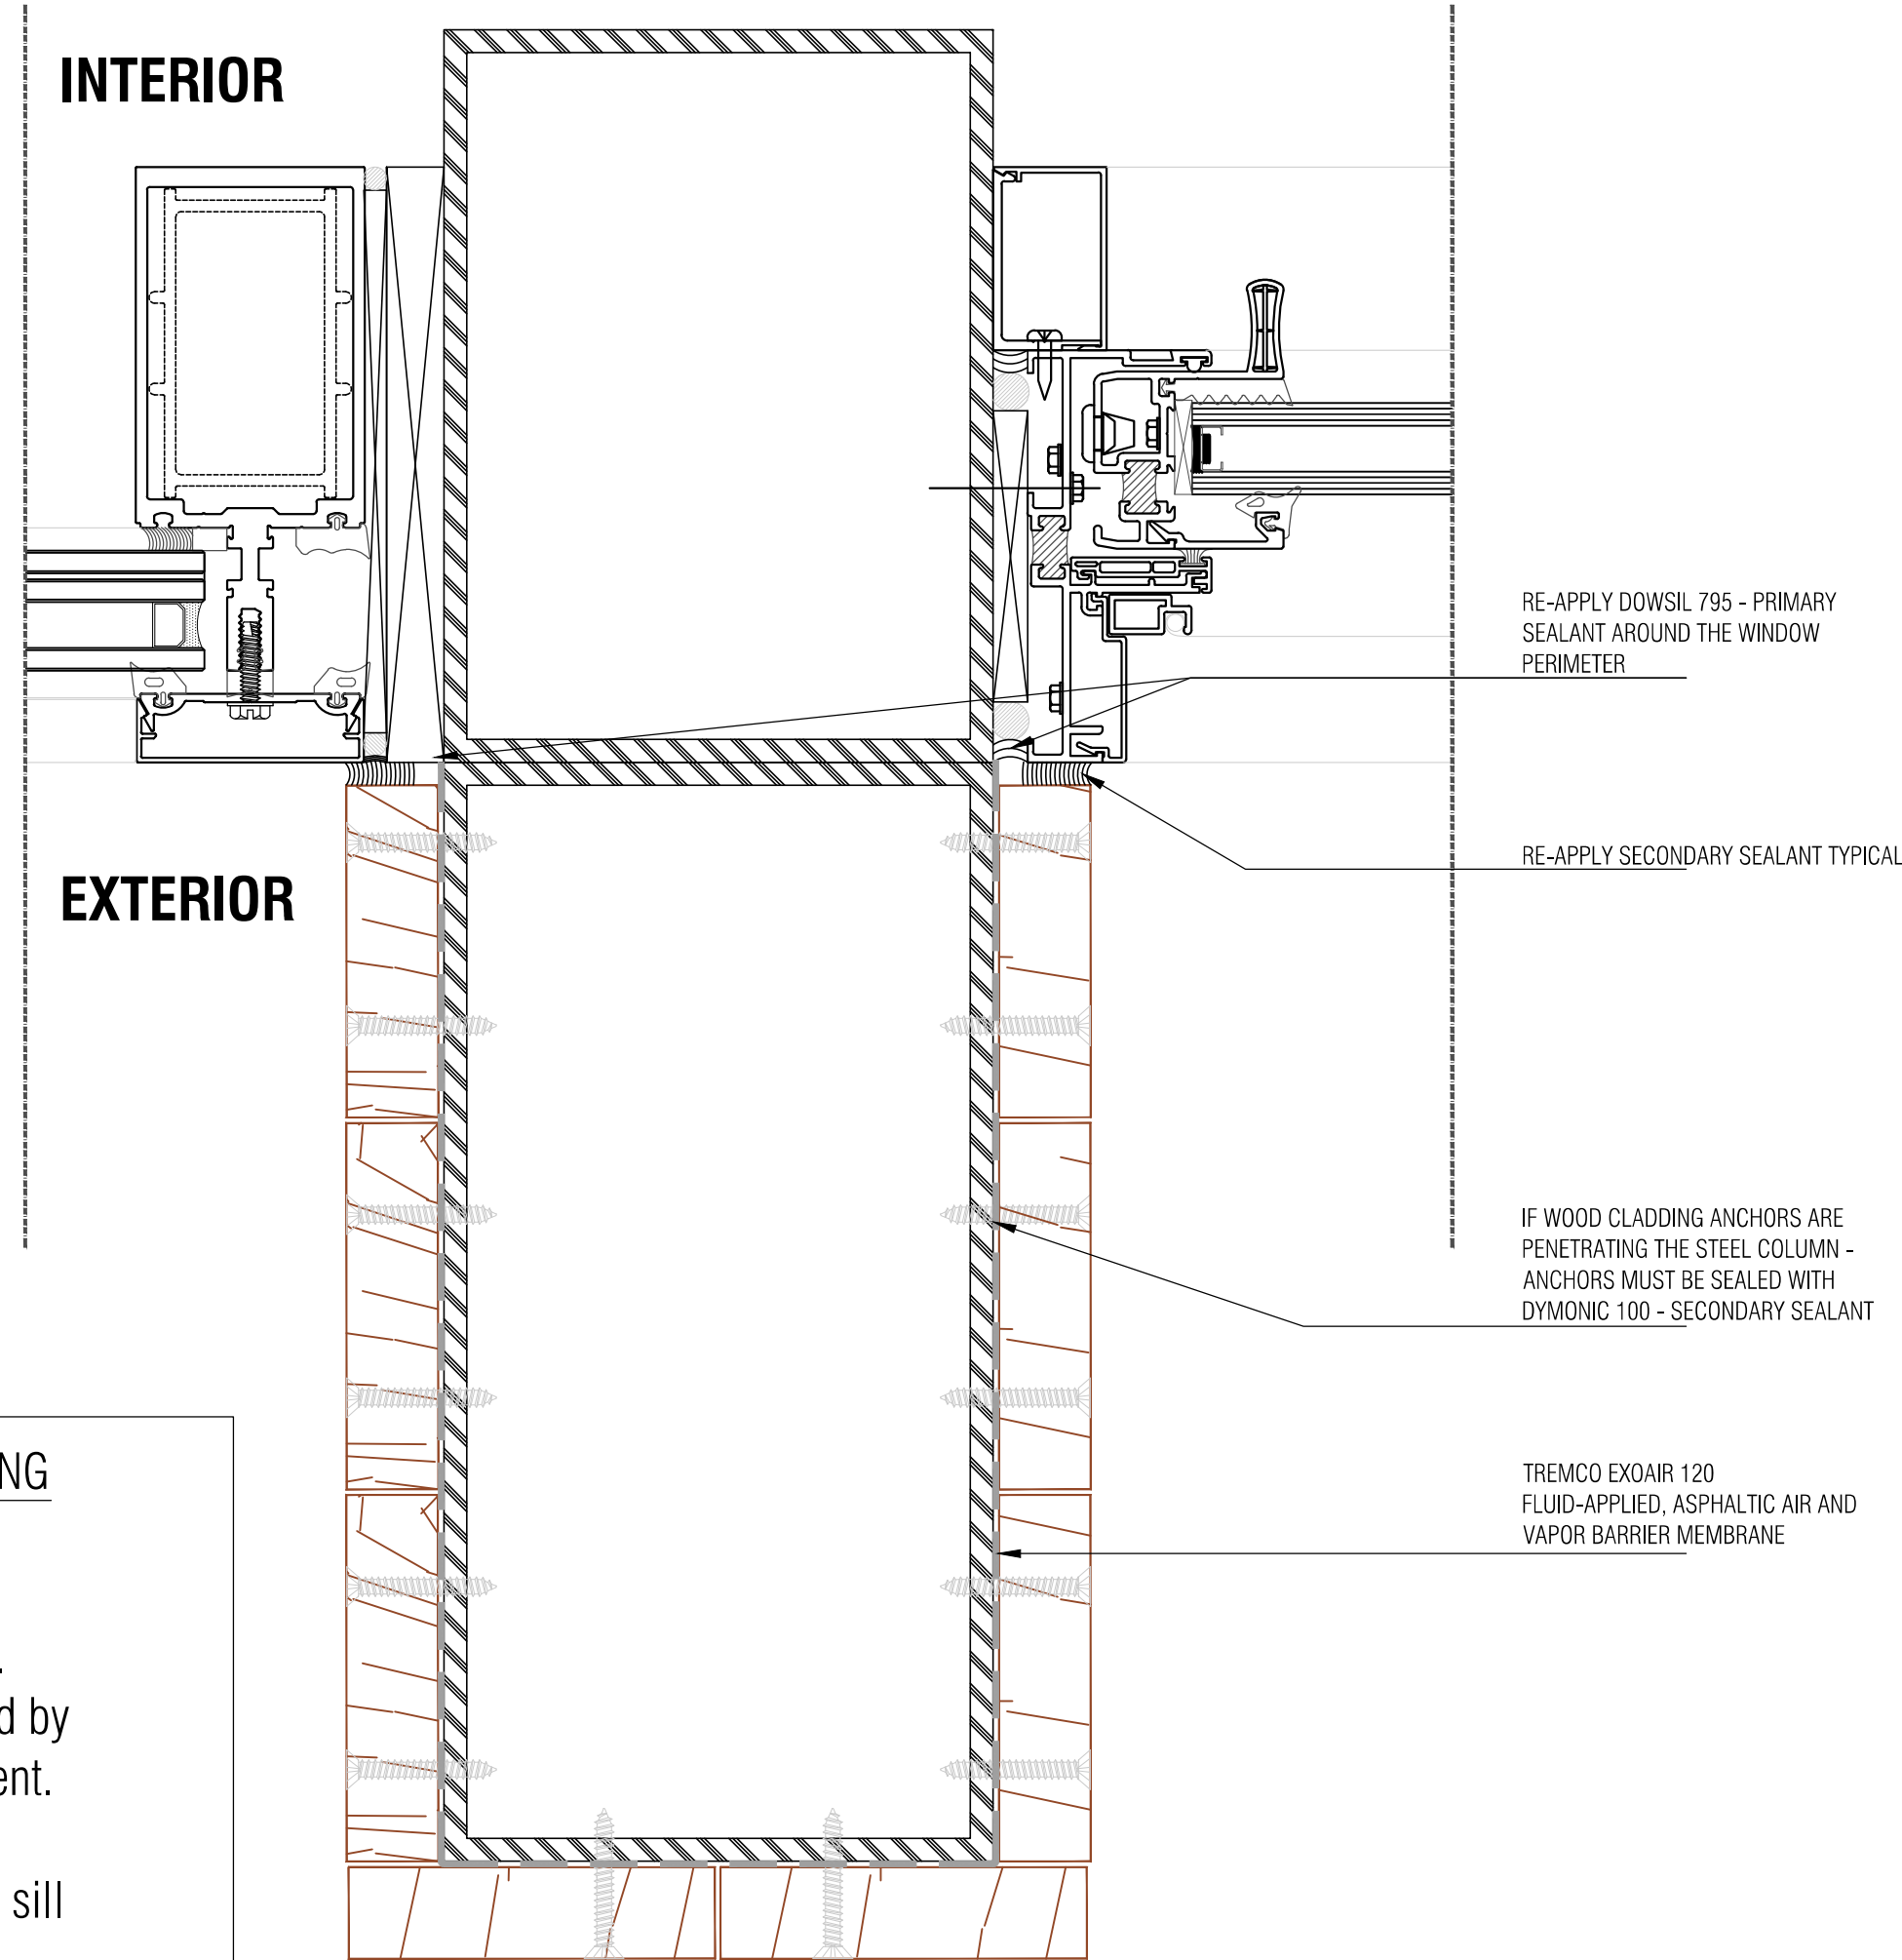 INTERIOR
RE-APPLY DOWSIL 795 - PRIMARY
SEALANT AROUND THE WINDOW
PERIMETER
RE-APPLY SECONDARY SEALANT TYPICAL
EXTERIOR
IF WOOD CLADDING ANCHORS ARE
PENETRATING THE STEEL COLUMN -
ANCHORS MUST BE SEALED WITH
DYMONIC 100 - SECONDARY SEALANT
TREMCO EXOAIR 120
FLUID-APPLIED, ASPHALTIC AIR AND
VAPOR BARRIER MEMBRANE
NG
.
d by
ent.
sill